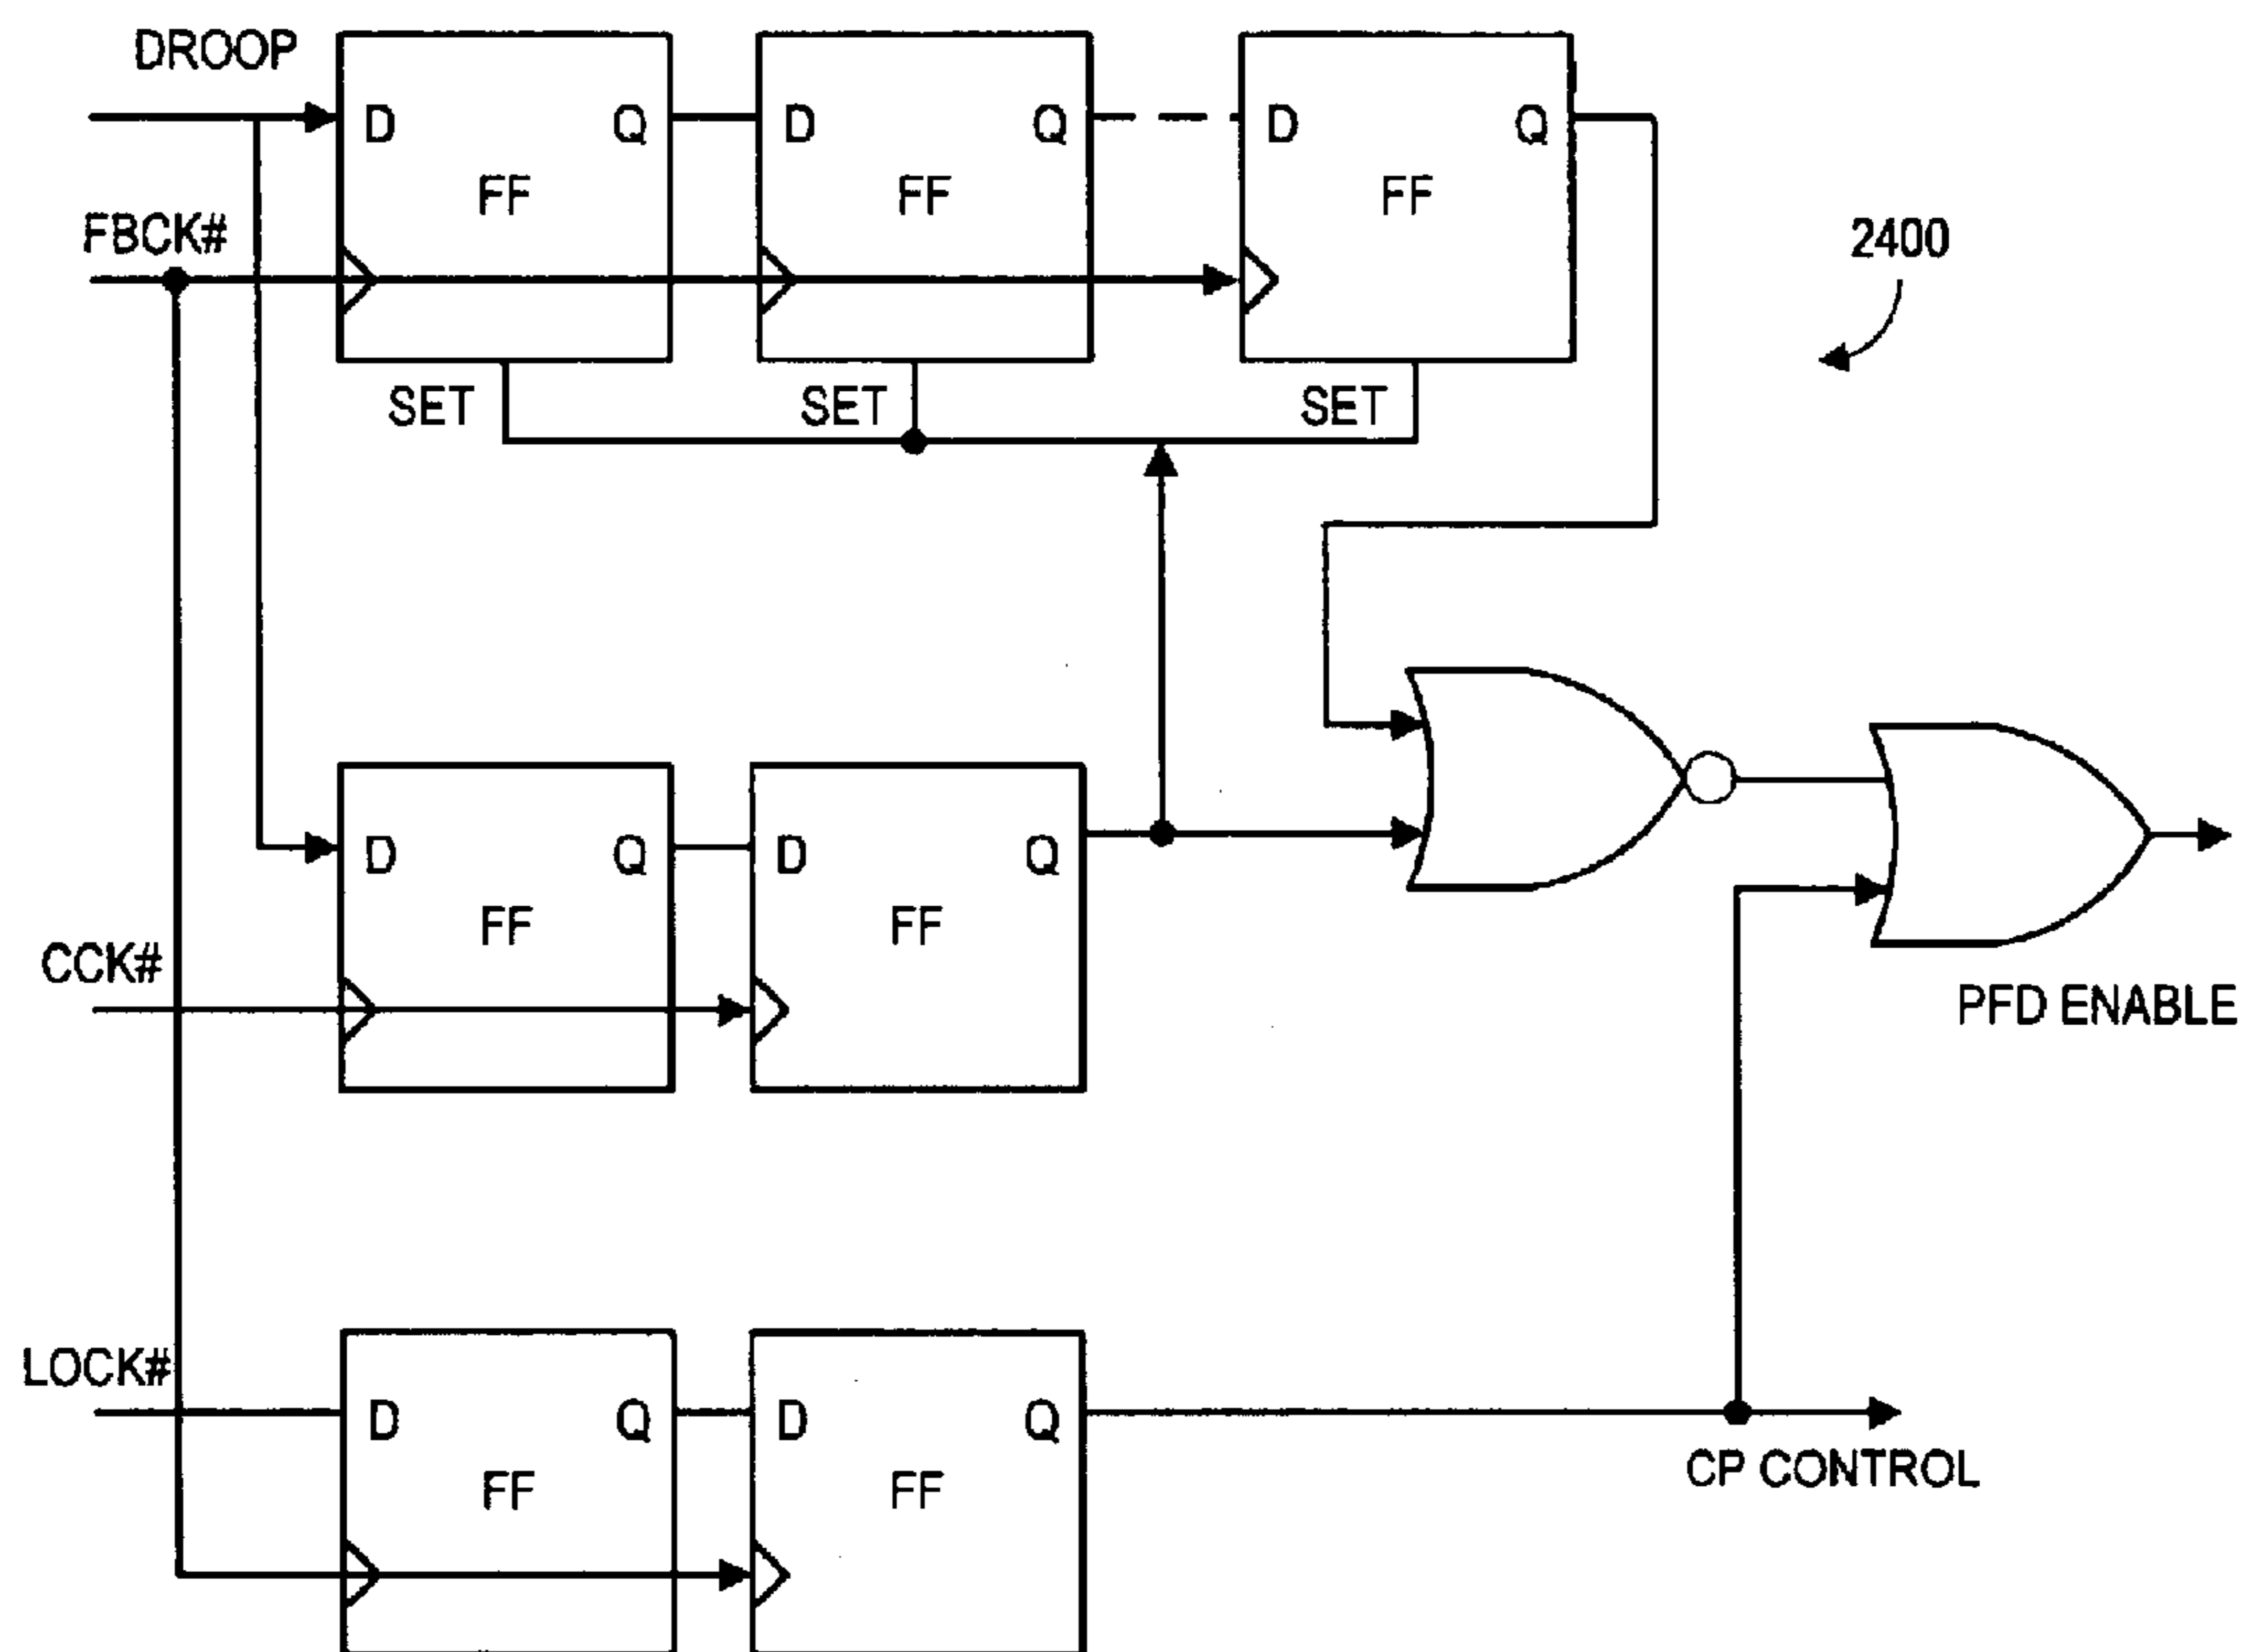 DROOP
D Q D Q D Q
FF FF FF
FBCK#
2400
SET SET SET
D Q D Q
FF FF
CCK#
PFD ENABLE
LOCK#
D Q D Q
FF FF
CP CONTROL